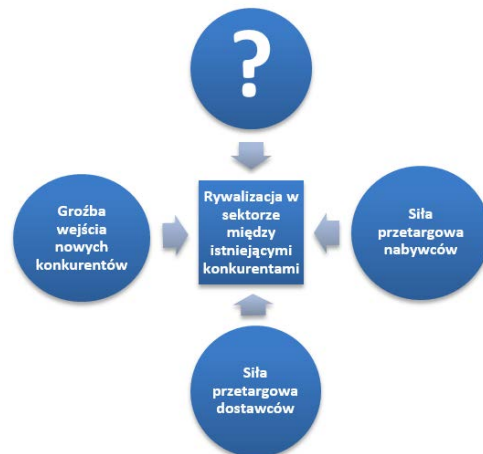 ?
Groźba
wejścia
nowych
konkurentów
Rywalizacja w
sektorze
między
istniejącymi
konkurentami
Siła
przetargowa
nabywców
Siła
przetargowa
dostawców